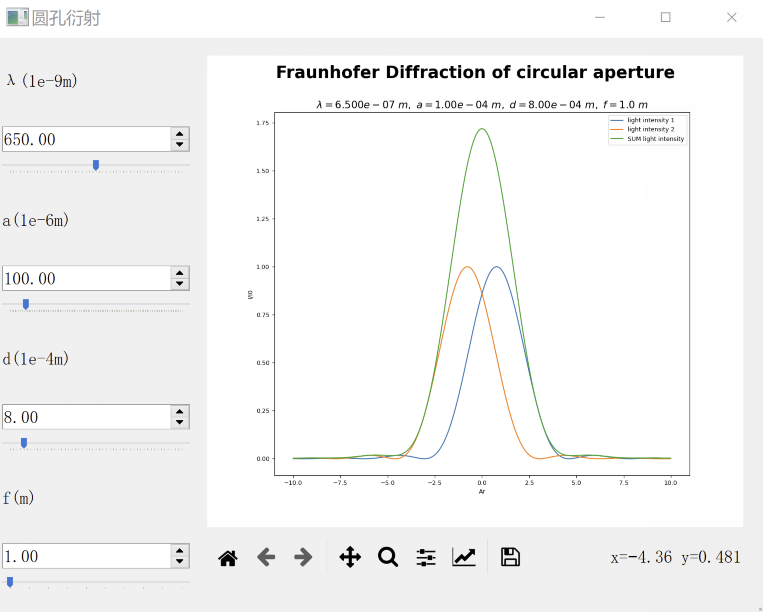 圆孔衍射
λ (1e-9m)
650.00
a(1e-6m)
100.00
d(1e-4m)
8.00
f(m)
1.00
Fraunhofer Diffraction of circular aperture
λ = 6.500e − 07 m, a = 1.00e − 04 m, d = 8.00e − 04 m, f = 1.0 m
light intensity 1
light intensity 2
SUM light intensity
1.75
1.50
1.25
1.00
0.75
0.50
0.25
0.00
I/I0
−10.0 −7.5 −5.0 −2.5 0.0 2.5 5.0 7.5 10.0
Ar
x=−4.36 y=0.481